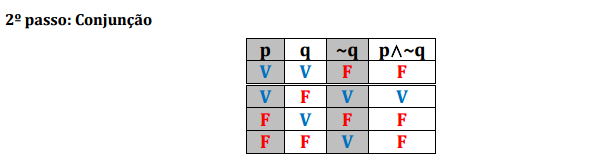 2º passo: Conjunção
p q ~q p∧~q
V V F F
V F V V
F V F F
F F V F